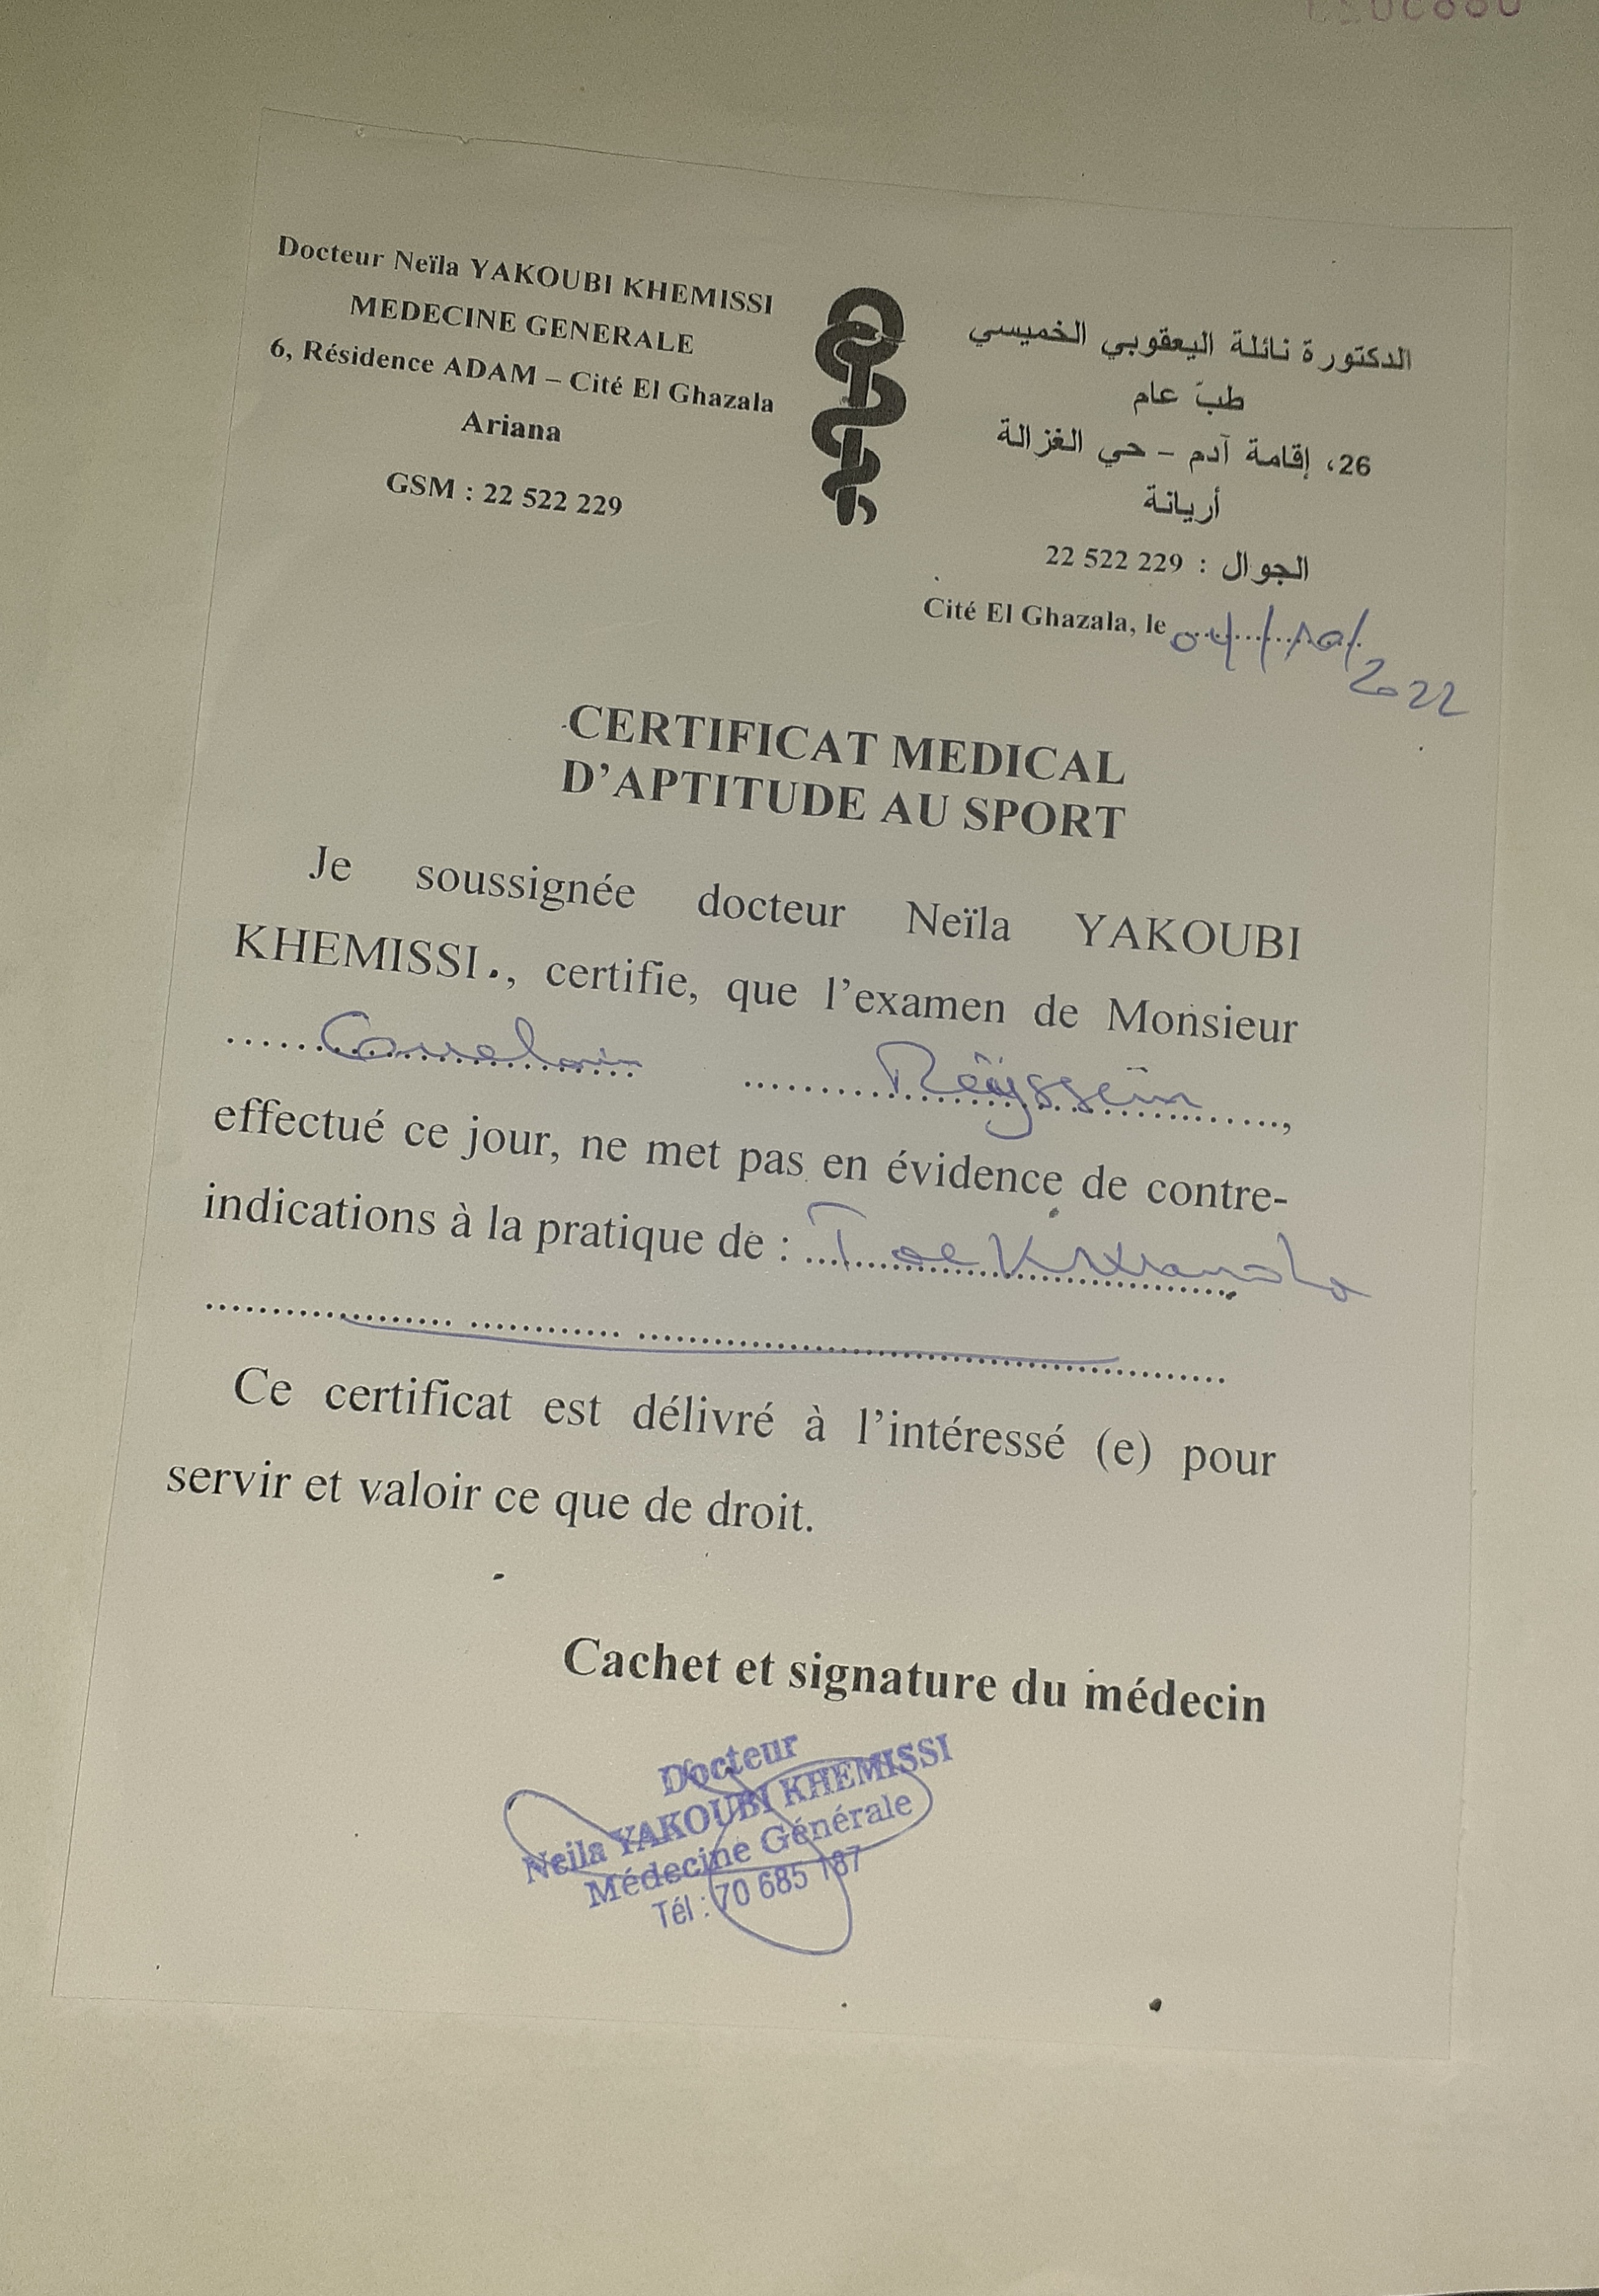 Docteur Neïla YAKOUBI KHEMISSI
MEDECINE GENERALE
6, Résidence ADAM – Cité El Ghazala
Ariana
GSM : 22 522 229
الدكتورة نائلة اليعقوبي الخميسي
طبّ عام
26، إقامة آدم – حي الغزالة
أريانة
الجوال : 22 522 229
Cité El Ghazala, le 04/10/2022
CERTIFICAT MEDICAL
D'APTITUDE AU SPORT
Je soussignée docteur Neïla YAKOUBI
KHEMISSI., certifie, que l'examen de Monsieur
effectué ce jour, ne met pas en évidence de contre-
indications à la pratique de :
Ce certificat est délivré à l'intéressé (e) pour
servir et valoir ce que de droit.
Cachet et signature du médecin
Docteur
Neila YAKOUBI KHEMISSI
Médecine Générale
Tél : 70 685 187